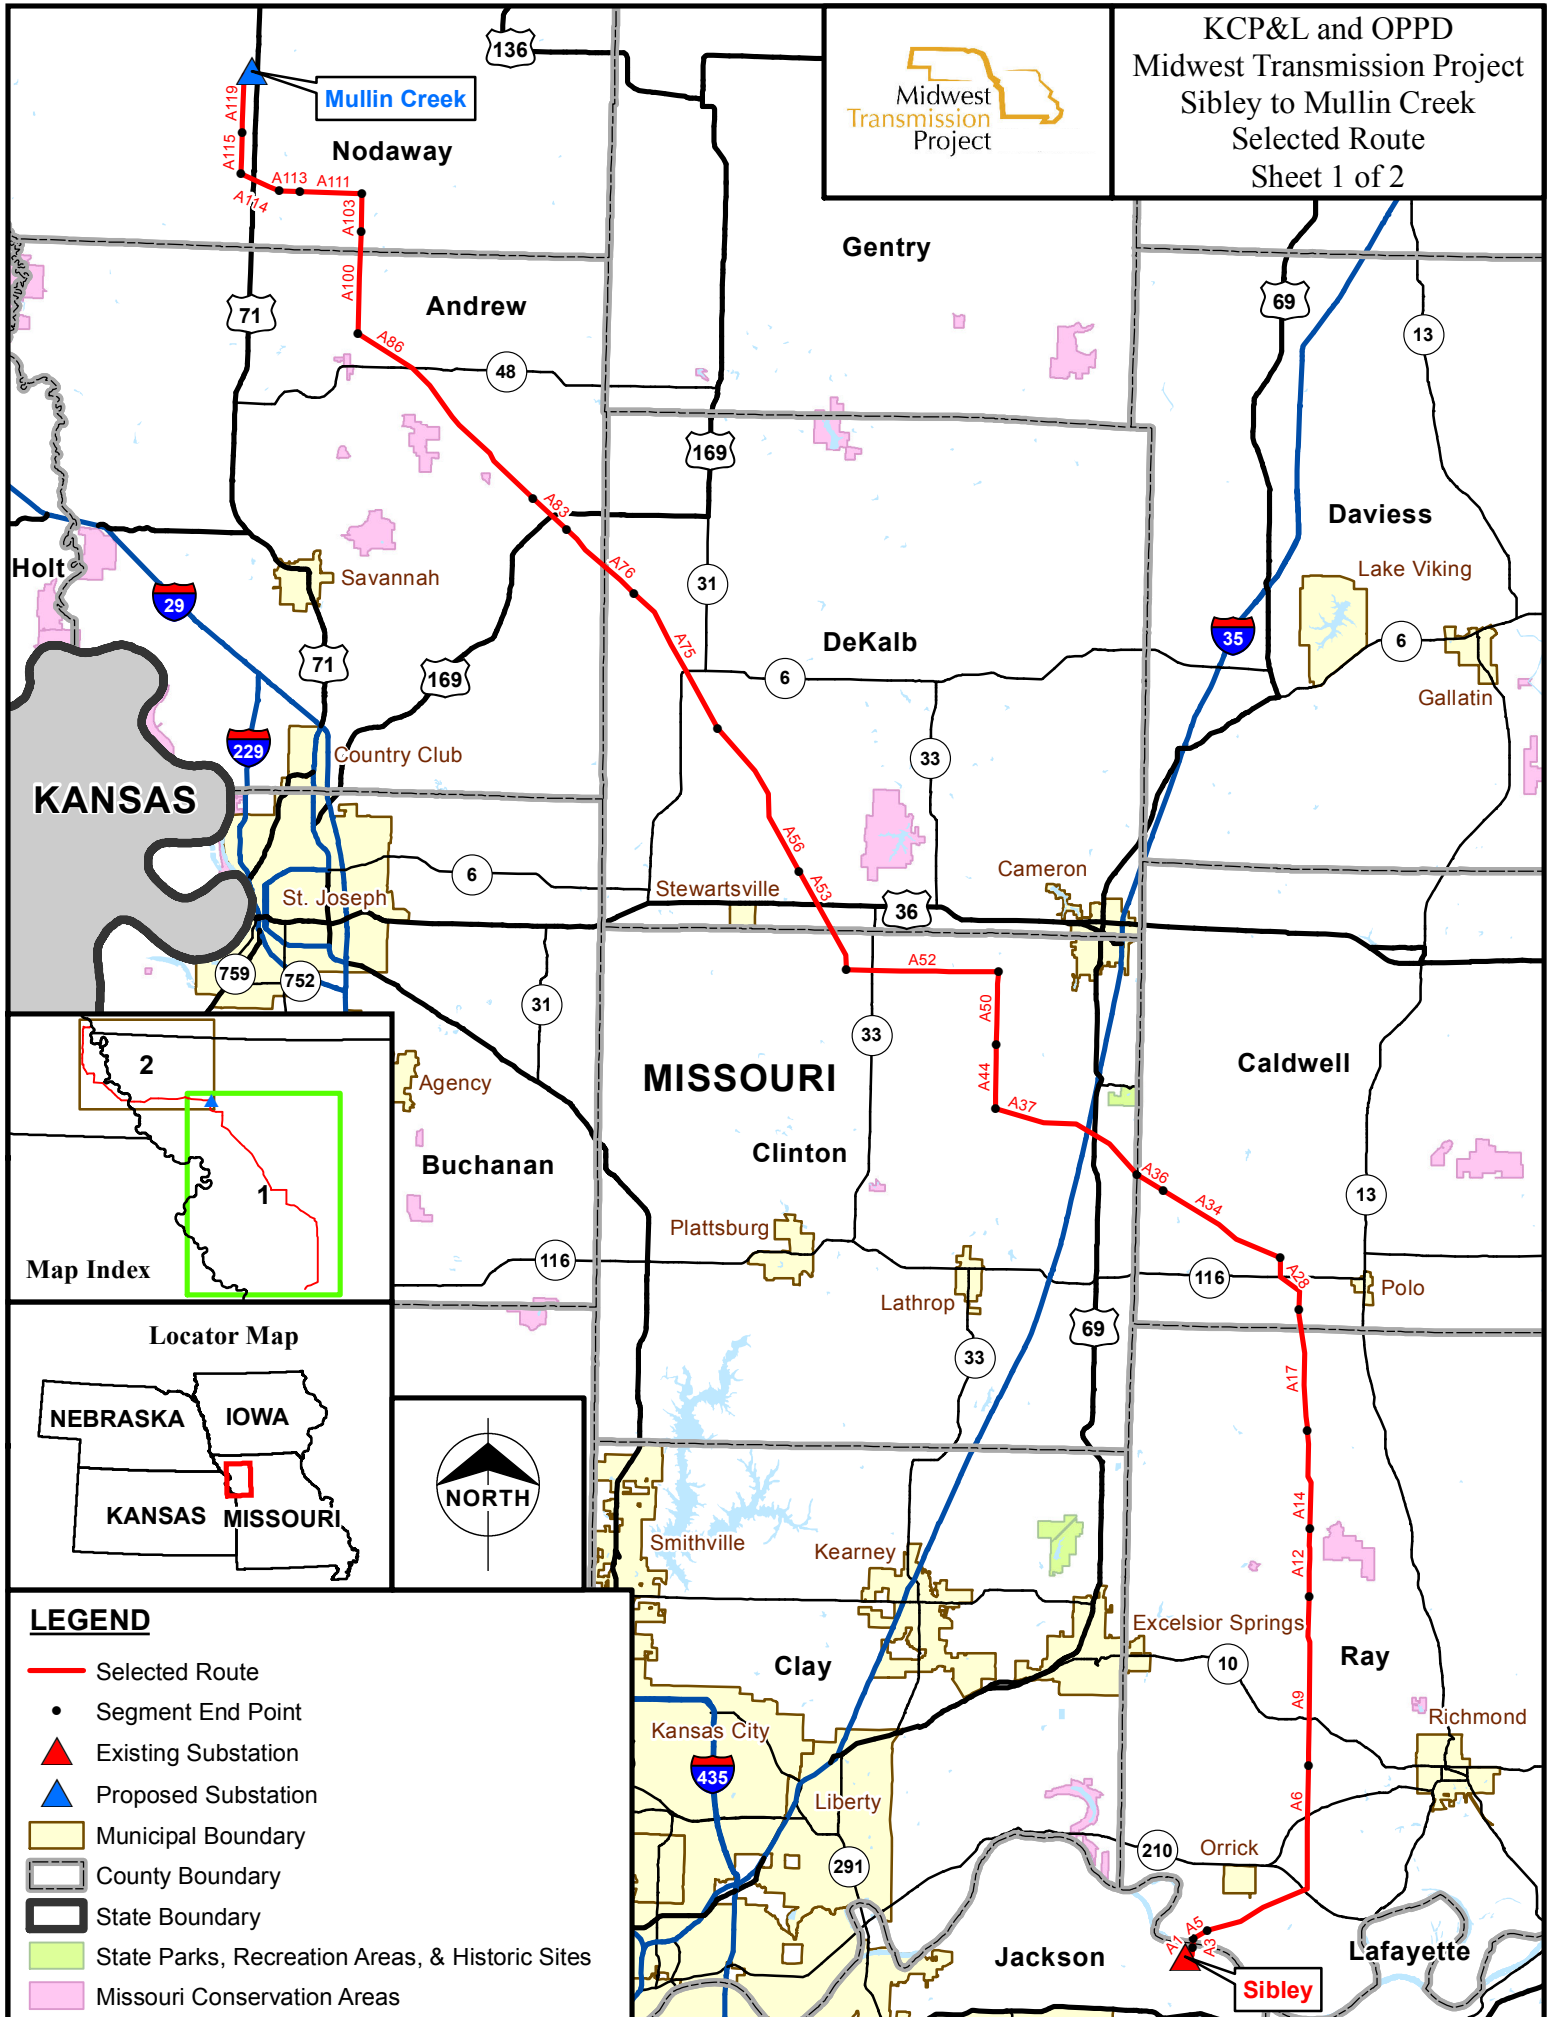 KCP&L and OPPD
Midwest Transmission Project
Sibley to Mullin Creek
Selected Route
Sheet 1 of 2
Midwest
Transmission
Project
136
Mullin Creek
A119
A115
Nodaway
A113
A111
A114
A103
Gentry
A100
Andrew
71
69
13
A86
48
169
A83
Daviess
Holt
Savannah
29
A76
31
Lake Viking
35
6
DeKalb
A75
71
169
6
Gallatin
229
Country Club
33
KANSAS
A56
6
Cameron
A53
Stewartsville
St. Joseph
36
759
752
A52
31
A50
33
2
Caldwell
MISSOURI
A44
Agency
A37
1
Buchanan
Clinton
A36
A34
13
Plattsburg
116
Map Index
A28
116
Polo
Lathrop
69
Locator Map
33
A17
NEBRASKA
IOWA
NORTH
A14
KANSAS
MISSOURI
Smithville
Kearney
A12
LEGEND
Excelsior Springs
Selected Route
Clay
10
Ray
Segment End Point
A9
Kansas City
Richmond
Existing Substation
435
Proposed Substation
Liberty
A6
Municipal Boundary
210
Orrick
291
County Boundary
State Boundary
A5
A1
A3
State Parks, Recreation Areas, & Historic Sites
Jackson
Lafayette
Missouri Conservation Areas
Sibley